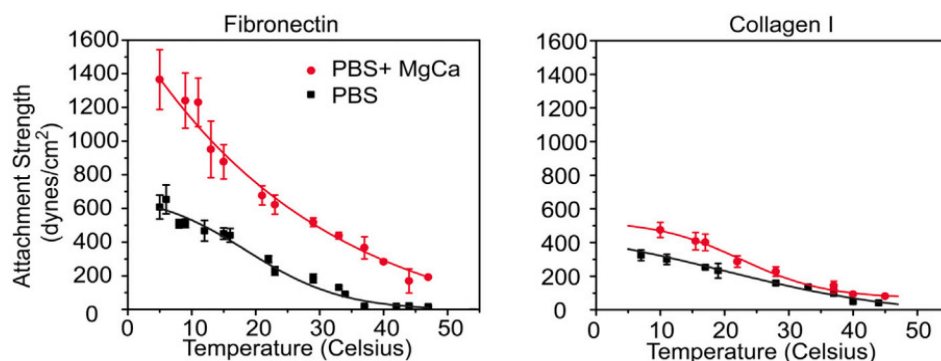 Fibronectin
Collagen I
Attachment Strength
(dynes/cm²)
1600
1400
1200
1000
800
600
400
200
0
PBS+ MgCa
PBS
0 10 20 30 40 50
Temperature (Celsius)
1600
1400
1200
1000
800
600
400
200
0
0 10 20 30 40 50
Temperature (Celsius)